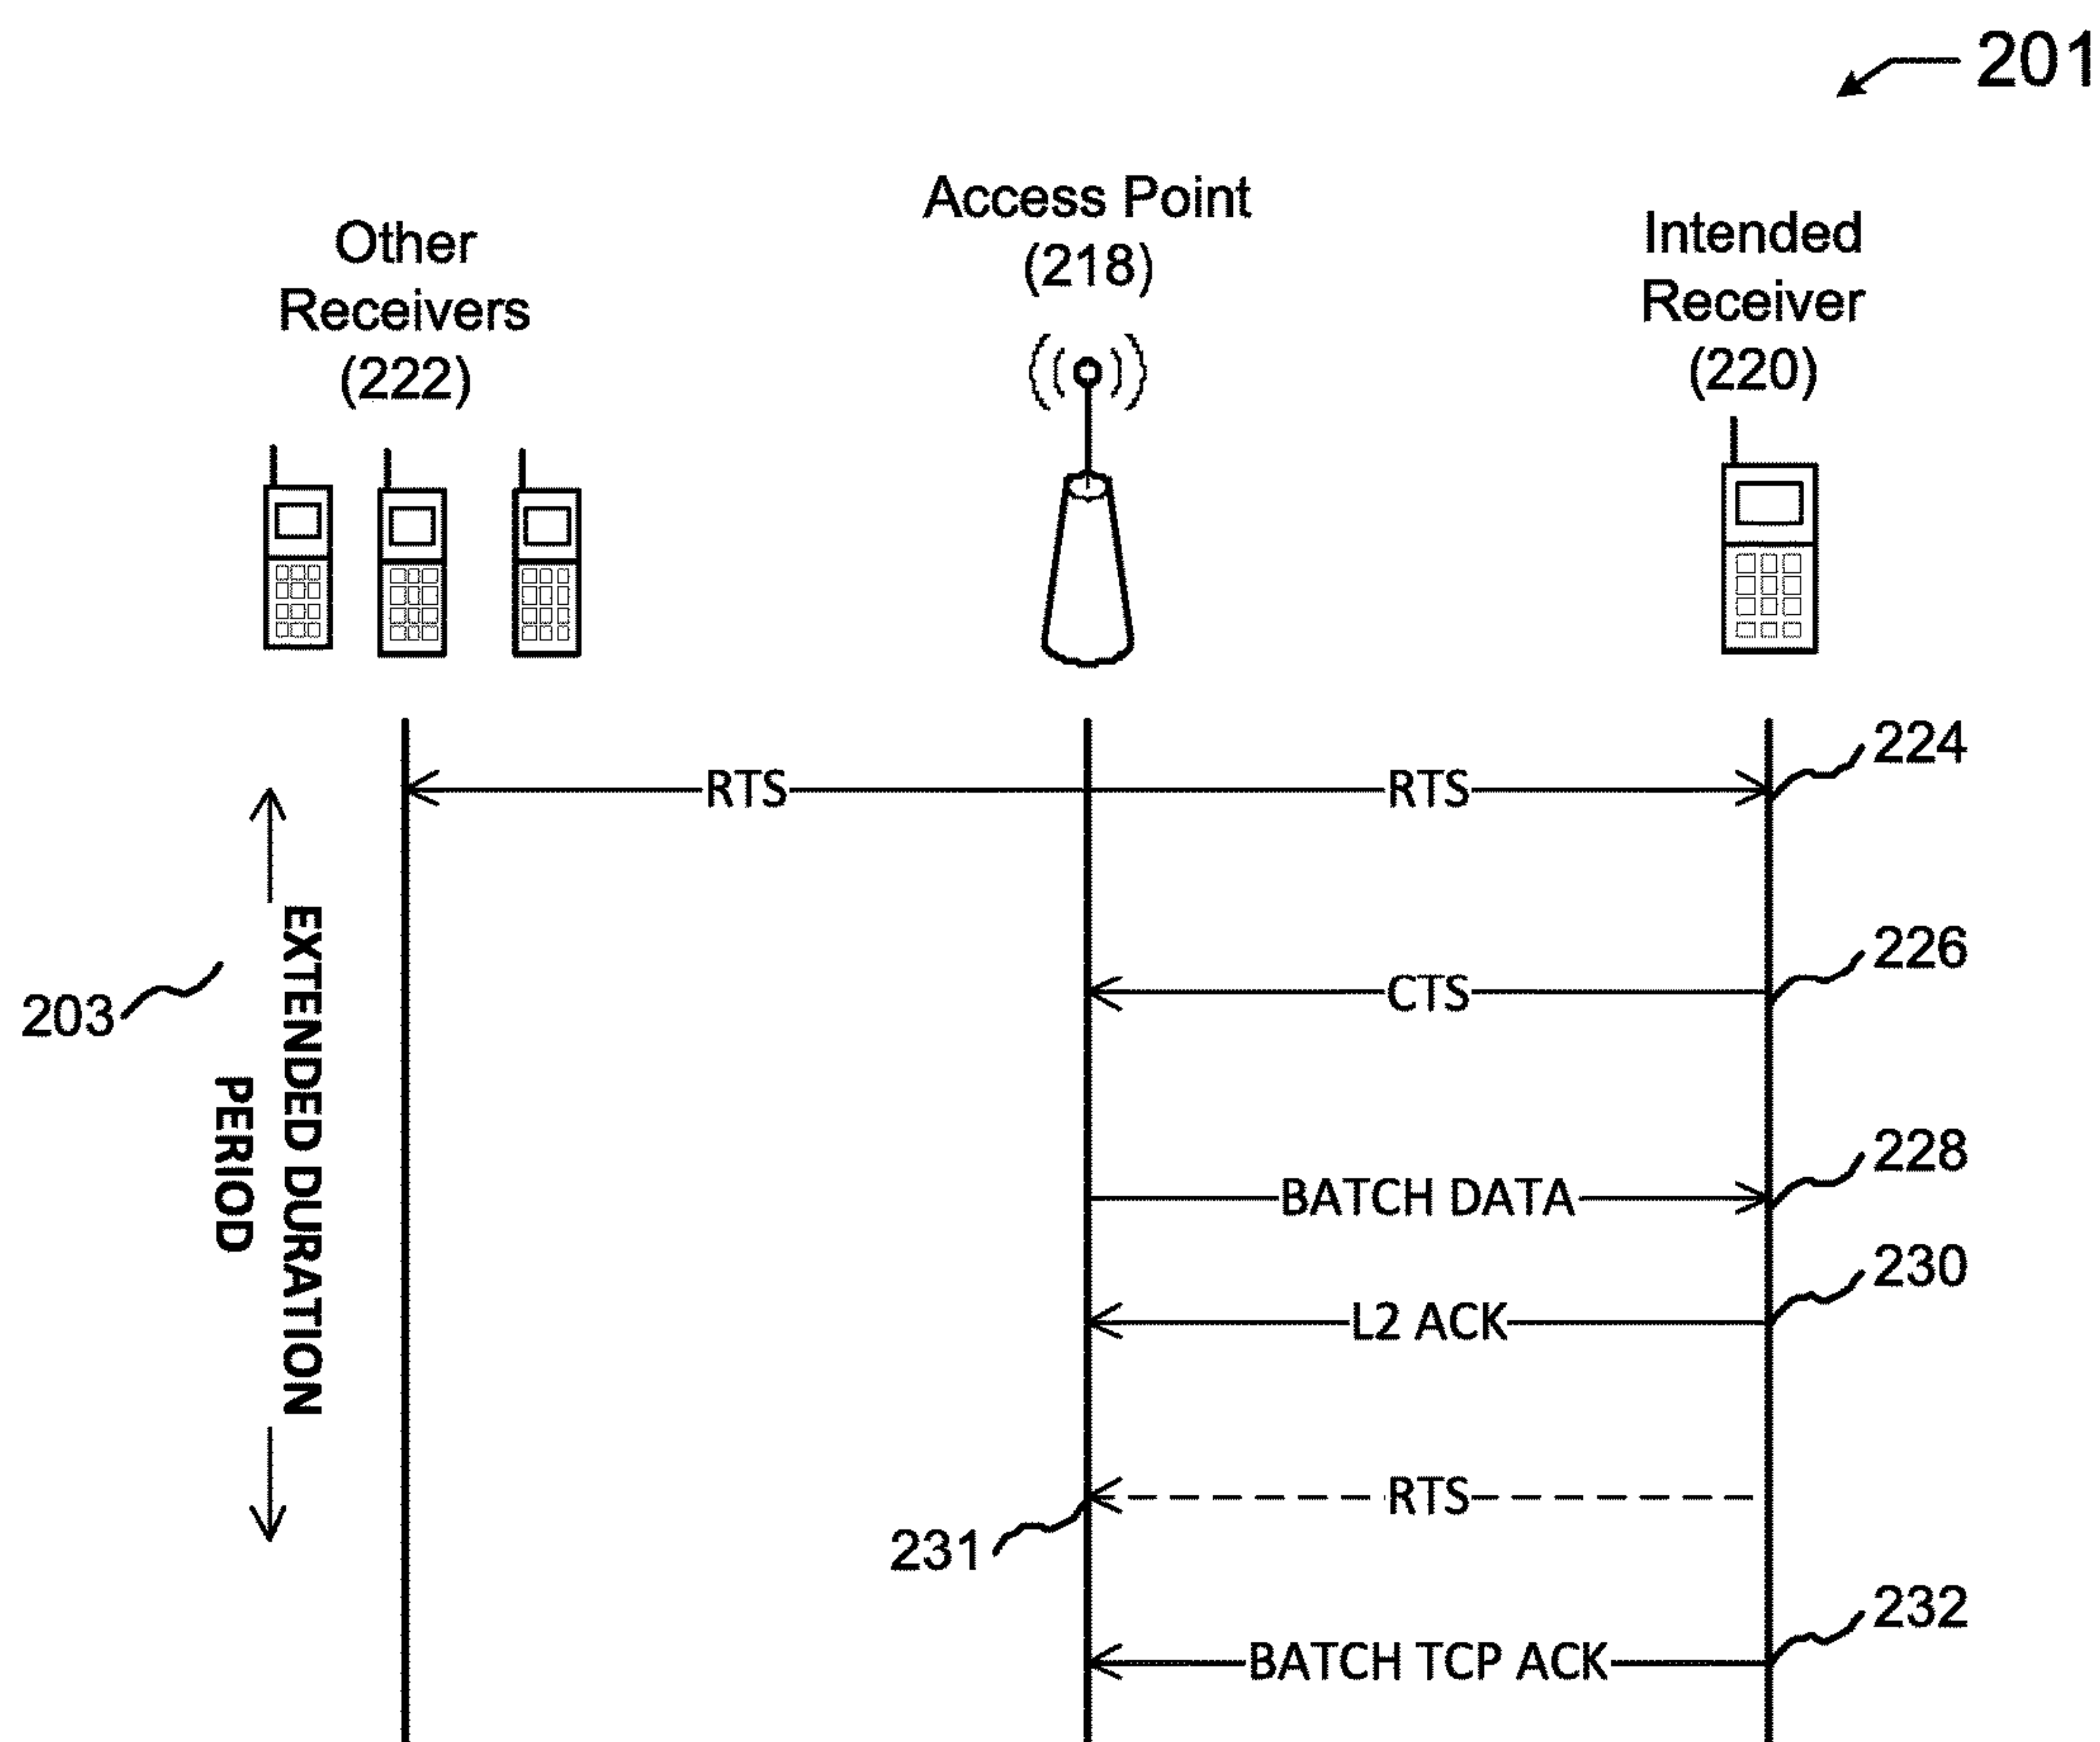 201
Access Point
(218)
Other
Receivers
(222)
Intended
Receiver
(220)
224
RTS
RTS
226
CTS
203
EXTENDED DURATION
PERIOD
228
BATCH DATA
230
L2 ACK
RTS
231
232
BATCH TCP ACK